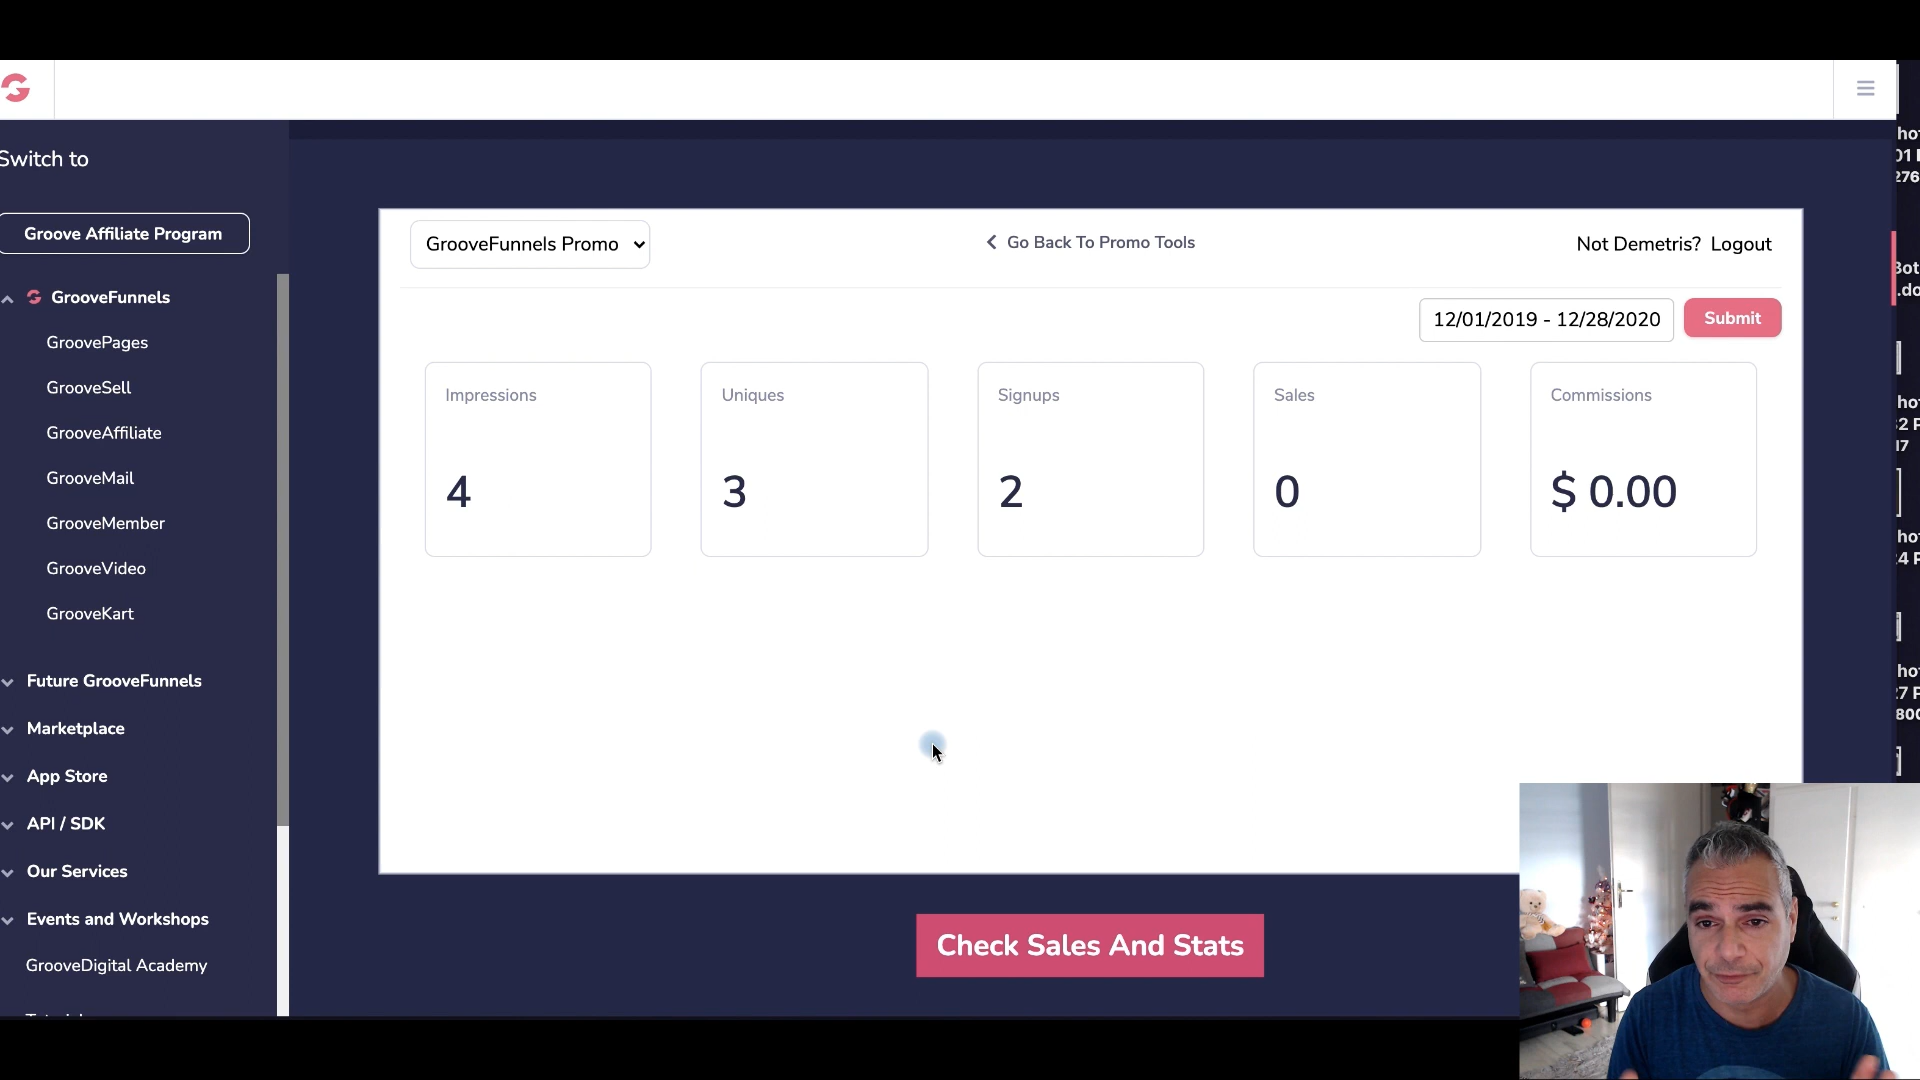 Switch to
Groove Affiliate Program
GrooveFunnels
GroovePages
GrooveSell
GrooveAffiliate
GrooveMail
GrooveMember
GrooveVideo
GrooveKart
Future GrooveFunnels
Marketplace
App Store
API / SDK
Our Services
Events and Workshops
GrooveDigital Academy
GrooveFunnels Promo
Go Back To Promo Tools
Not Demetris? Logout
12/01/2019 - 12/28/2020
Submit
Impressions
4
Uniques
3
Signups
2
Sales
0
Commissions
$ 0.00
Check Sales And Stats